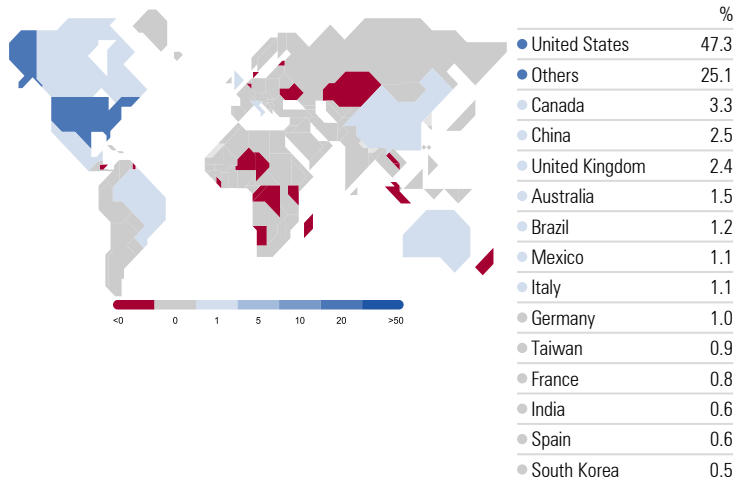 %
United States 47.3
Others 25.1
Canada 3.3
China 2.5
United Kingdom 2.4
Australia 1.5
Brazil 1.2
Mexico 1.1
Italy 1.1
Germany 1.0
Taiwan 0.9
France 0.8
India 0.6
Spain 0.6
South Korea 0.5
<0 0 1 5 10 20 >50